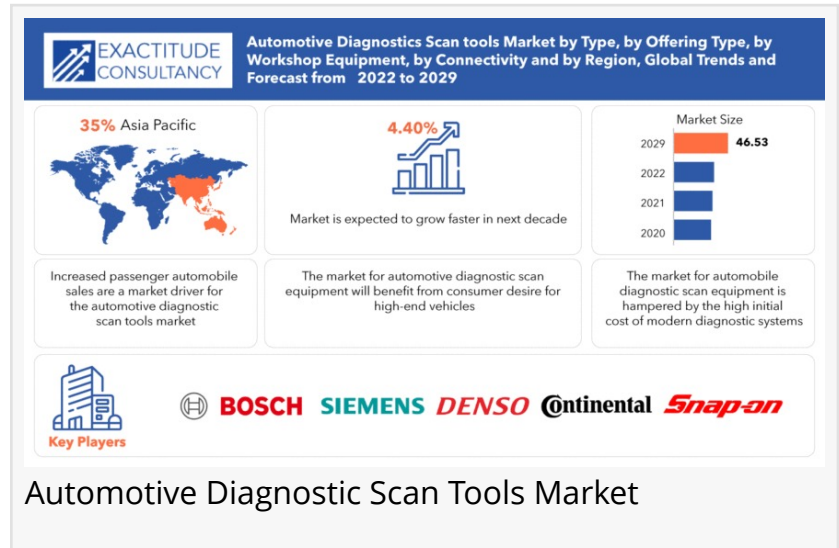 EXACTITUDE
CONSULTANCY
Automotive Diagnostics Scan tools Market by Type, by Offering Type, by
Workshop Equipment, by Connectivity and by Region, Global Trends and
Forecast from 2022 to 2029
35% Asia Pacific
4.40%
Market is expected to grow faster in next decade
Market Size
2029 46.53
2022
2021
2020
Increased passenger automobile
sales are a market driver for
the automotive diagnostic
scan tools market
The market for automotive diagnostic scan
equipment will benefit from consumer desire for
high-end vehicles
The market for automobile
diagnostic scan equipment is
hampered by the high initial
cost of modern diagnostic systems
Key Players
BOSCH SIEMENS DENSO Continental Snap-on
Automotive Diagnostic Scan Tools Market